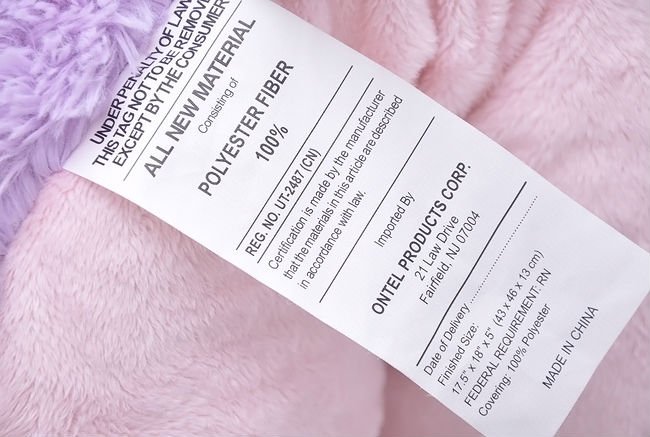 UNDER PENALTY OF LAW
THIS TAG NOT TO BE REMOVED
EXCEPT BY THE CONSUMER
ALL NEW MATERIAL
Consisting of
POLYESTER FIBER
100%
REG. NO. UT-2487 (CN)
Certification is made by the manufacturer
that the materials in this article are described
in accordance with law.
Imported By
ONTEL PRODUCTS CORP.
21 Law Drive
Fairfield, NJ 07004
Date of Delivery ........................
Finished Size:
17.5" x 18" x 5" (43 x 46 x 13 cm)
FEDERAL REQUIREMENT: RN
Covering: 100% Polyester
MADE IN CHINA